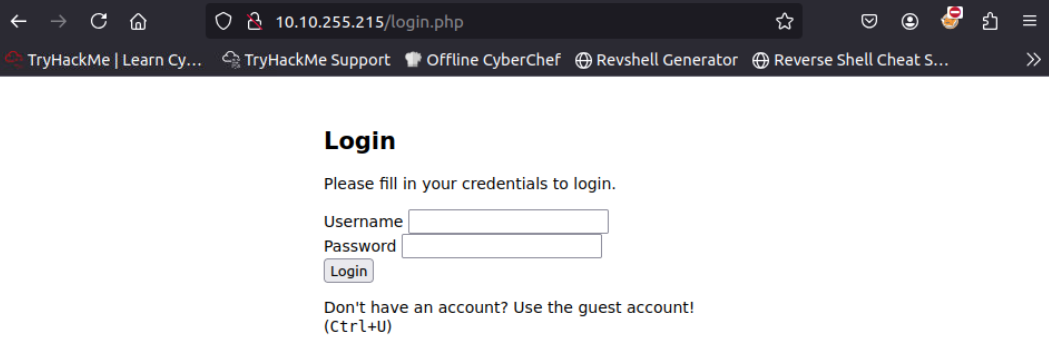 10.10.255.215/login.php
TryHackMe | Learn Cy... TryHackMe Support Offline CyberChef Revshell Generator Reverse Shell Cheat S...
Login
Please fill in your credentials to login.
Username
Password
Login
Don't have an account? Use the guest account!
(Ctrl+U)